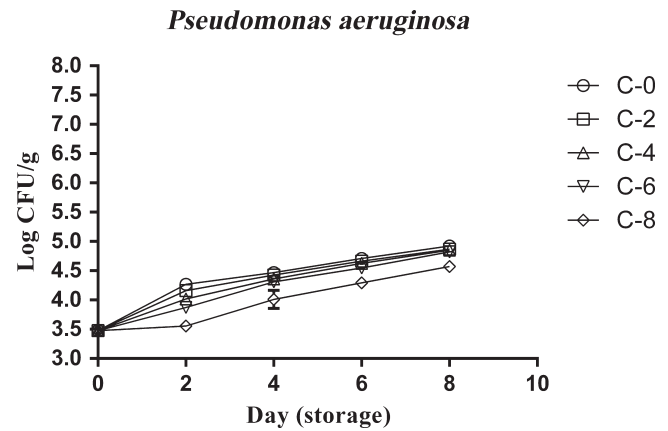 Pseudomonas aeruginosa
Log CFU/g
8.0
7.5
7.0
6.5
6.0
5.5
5.0
4.5
4.0
3.5
3.0
0 2 4 6 8 10
Day (storage)
C-0
C-2
C-4
C-6
C-8